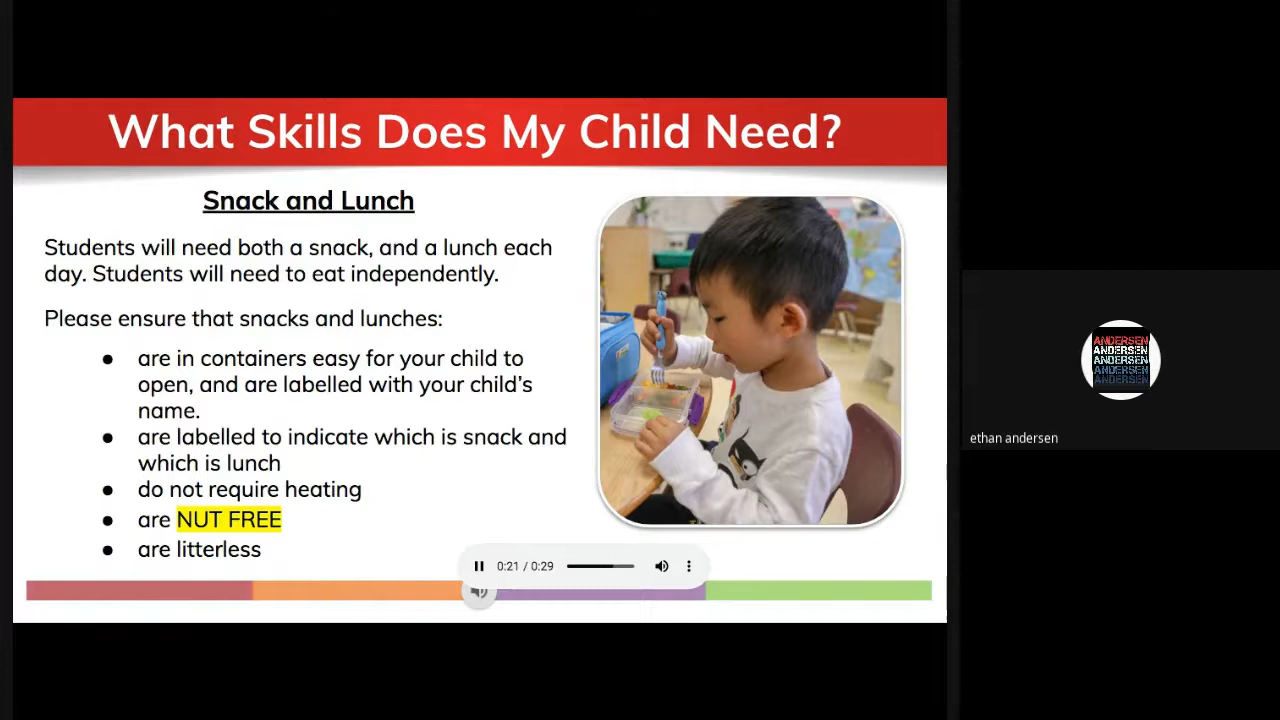 What Skills Does My Child Need?
Snack and Lunch
Students will need both a snack, and a lunch each
day. Students will need to eat independently.
Please ensure that snacks and lunches:
● are in containers easy for your child to
open, and are labelled with your child's
name.
● are labelled to indicate which is snack and
which is lunch
● do not require heating
● are NUT FREE
● are litterless
0:21 / 0:29
ANDERSEN
ANDERSEN
ANDERSEN
ANDERSEN
ANDERSEN
ethan andersen